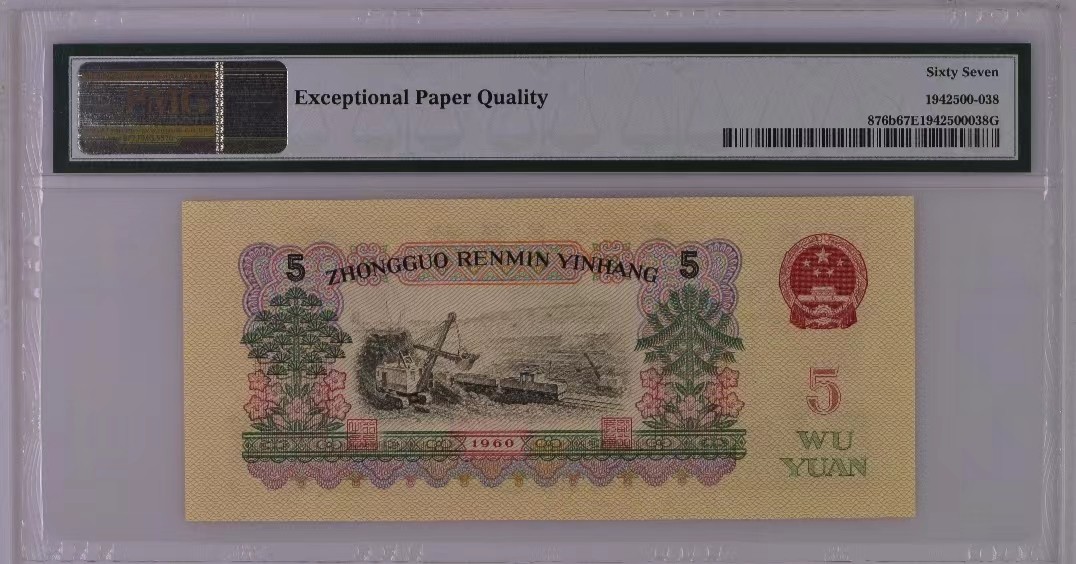 Sixty Seven
Exceptional Paper Quality
1942500-038
876b67E1942500038G
5 ZHONGGUO RENMIN YINHANG 5
5
1960
WU
YUAN